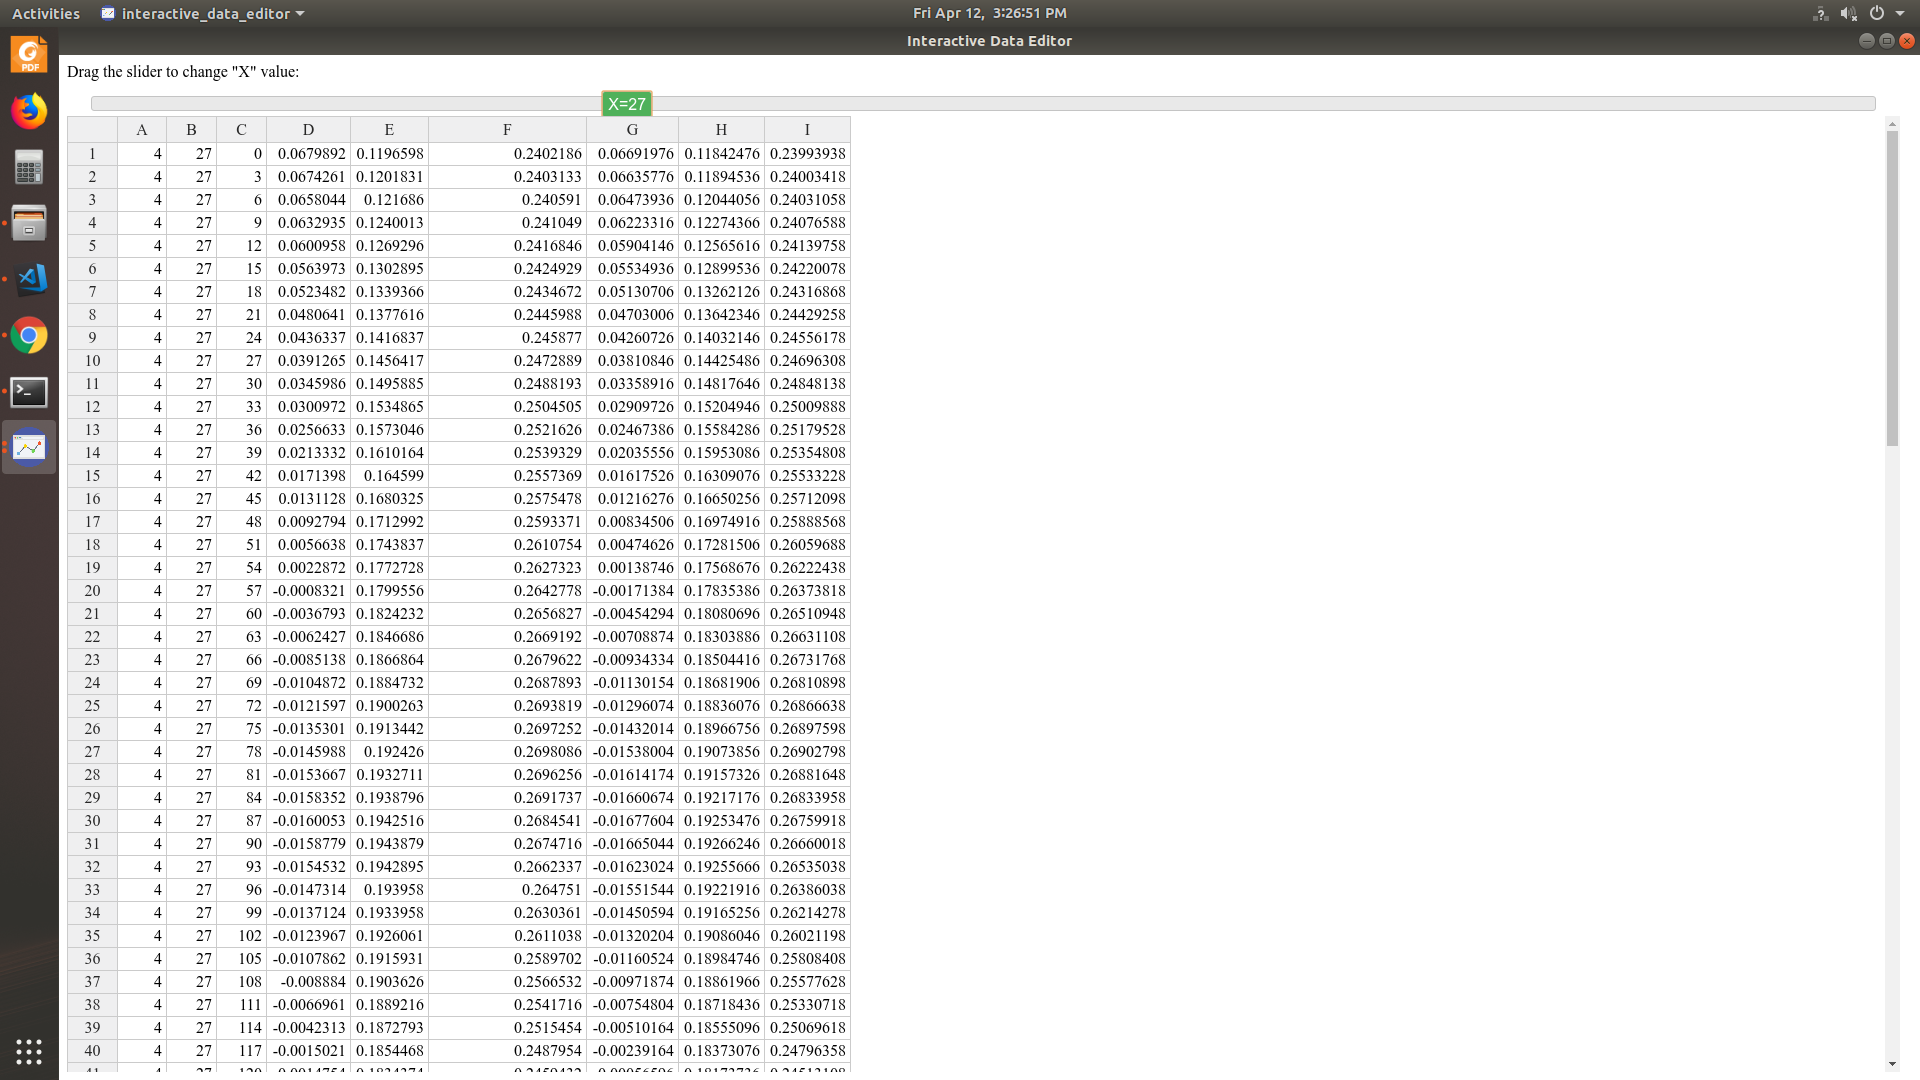 Activities interactive_data_editor Fri Apr 12, 3:26:51 PM
Interactive Data Editor
PDF
Drag the slider to change "X" value:
X=27
A B C D E F G H I
1 4 27 0 0.0679892 0.1196598 0.2402186 0.06691976 0.11842476 0.23993938
2 4 27 3 0.0674261 0.1201831 0.2403133 0.06635776 0.11894536 0.24003418
3 4 27 6 0.0658044 0.121686 0.240591 0.06473936 0.12044056 0.24031058
4 4 27 9 0.0632935 0.1240013 0.241049 0.06223316 0.12274366 0.24076588
5 4 27 12 0.0600958 0.1269296 0.2416846 0.05904146 0.12565616 0.24139758
6 4 27 15 0.0563973 0.1302895 0.2424929 0.05534936 0.12899536 0.24220078
7 4 27 18 0.0523482 0.1339366 0.2434672 0.05130706 0.13262126 0.24316868
8 4 27 21 0.0480641 0.1377616 0.2445988 0.04703006 0.13642346 0.24429258
9 4 27 24 0.0436337 0.1416837 0.245877 0.04260726 0.14032146 0.24556178
10 4 27 27 0.0391265 0.1456417 0.2472889 0.03810846 0.14425486 0.24696308
11 4 27 30 0.0345986 0.1495885 0.2488193 0.03358916 0.14817646 0.24848138
12 4 27 33 0.0300972 0.1534865 0.2504505 0.02909726 0.15204946 0.25009888
13 4 27 36 0.0256633 0.1573046 0.2521626 0.02467386 0.15584286 0.25179528
14 4 27 39 0.0213332 0.1610164 0.2539329 0.02035556 0.15953086 0.25354808
15 4 27 42 0.0171398 0.164599 0.2557369 0.01617526 0.16309076 0.25533228
16 4 27 45 0.0131128 0.1680325 0.2575478 0.01216276 0.16650256 0.25712098
17 4 27 48 0.0092794 0.1712992 0.2593371 0.00834506 0.16974916 0.25888568
18 4 27 51 0.0056638 0.1743837 0.2610754 0.00474626 0.17281506 0.26059688
19 4 27 54 0.0022872 0.1772728 0.2627323 0.00138746 0.17568676 0.26222438
20 4 27 57 -0.0008321 0.1799556 0.2642778 -0.00171384 0.17835386 0.26373818
21 4 27 60 -0.0036793 0.1824232 0.2656827 -0.00454294 0.18080696 0.26510948
22 4 27 63 -0.0062427 0.1846686 0.2669192 -0.00708874 0.18303886 0.26631108
23 4 27 66 -0.0085138 0.1866864 0.2679622 -0.00934334 0.18504416 0.26731768
24 4 27 69 -0.0104872 0.1884732 0.2687893 -0.01130154 0.18681906 0.26810898
25 4 27 72 -0.0121597 0.1900263 0.2693819 -0.01296074 0.18836076 0.26866638
26 4 27 75 -0.0135301 0.1913442 0.2697252 -0.01432014 0.18966756 0.26897598
27 4 27 78 -0.0145988 0.192426 0.2698086 -0.01538004 0.19073856 0.26902798
28 4 27 81 -0.0153667 0.1932711 0.2696256 -0.01614174 0.19157326 0.26881648
29 4 27 84 -0.0158352 0.1938796 0.2691737 -0.01660674 0.19217176 0.26833958
30 4 27 87 -0.0160053 0.1942516 0.2684541 -0.01677604 0.19253476 0.26759918
31 4 27 90 -0.0158779 0.1943879 0.2674716 -0.01665044 0.19266246 0.26660018
32 4 27 93 -0.0154532 0.1942895 0.2662337 -0.01623024 0.19255666 0.26535038
33 4 27 96 -0.0147314 0.193958 0.264751 -0.01551544 0.19221916 0.26386038
34 4 27 99 -0.0137124 0.1933958 0.2630361 -0.01450594 0.19165256 0.26214278
35 4 27 102 -0.0123967 0.1926061 0.2611038 -0.01320204 0.19086046 0.26021198
36 4 27 105 -0.0107862 0.1915931 0.2589702 -0.01160524 0.18984746 0.25808408
37 4 27 108 -0.008884 0.1903626 0.2566532 -0.00971874 0.18861966 0.25577628
38 4 27 111 -0.0066961 0.1889216 0.2541716 -0.00754804 0.18718436 0.25330718
39 4 27 114 -0.0042313 0.1872793 0.2515454 -0.00510164 0.18555096 0.25069618
40 4 27 117 -0.0015021 0.1854468 0.2487954 -0.00239164 0.18373076 0.24796358